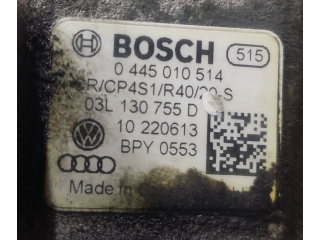 BOSCH 515
0 445 010 514
R/CP4S1/R40/20-S
03L 130 755 D
10 220613
BPY 0553
Made in